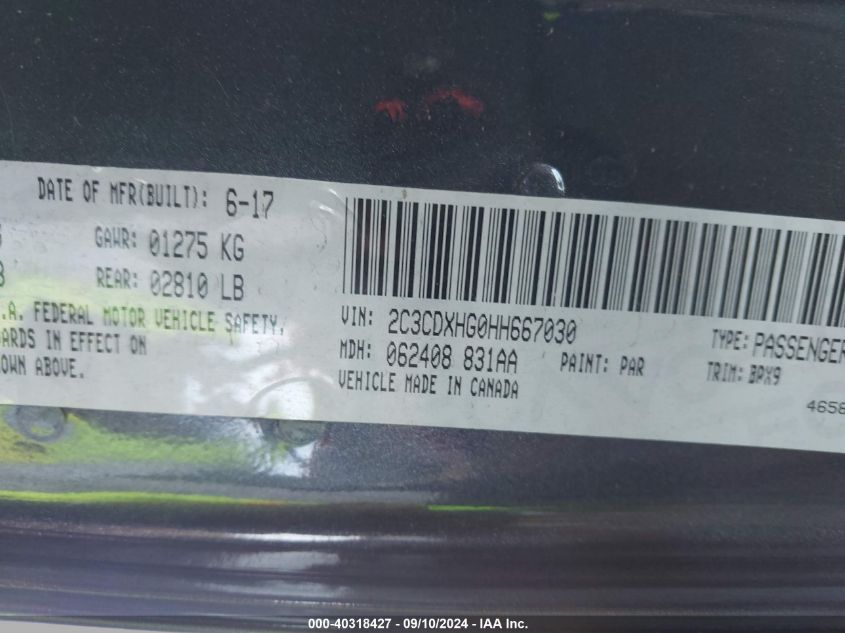 DATE OF MFR(BUILT): 6-17
GAWR: 01275 KG
REAR: 02810 LB
.A. FEDERAL MOTOR VEHICLE SAFETY,
ARDS IN EFFECT ON
OWN ABOVE.
VIN: 2C3CDXHG0HH667030
MDH: 062408 831AA
PAINT: PAR
VEHICLE MADE IN CANADA
TYPE: PASSENGER
TRIM: BPX9
4658
000-40318427 - 09/10/2024 - IAA Inc.